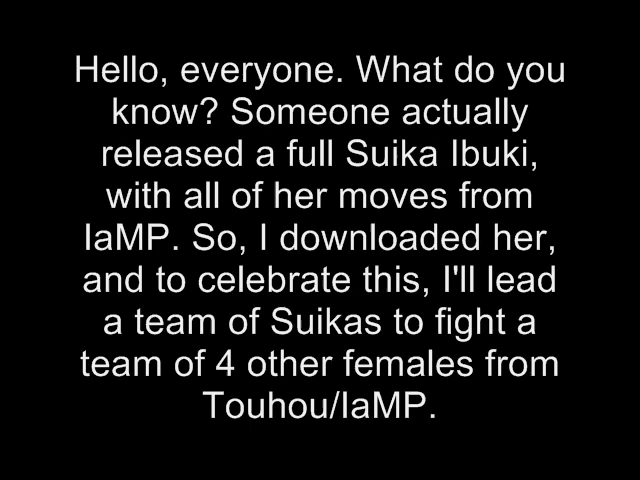 Hello, everyone. What do you
know? Someone actually
released a full Suika Ibuki,
with all of her moves from
IaMP. So, I downloaded her,
and to celebrate this, I'll lead
a team of Suikas to fight a
team of 4 other females from
Touhou/IaMP.